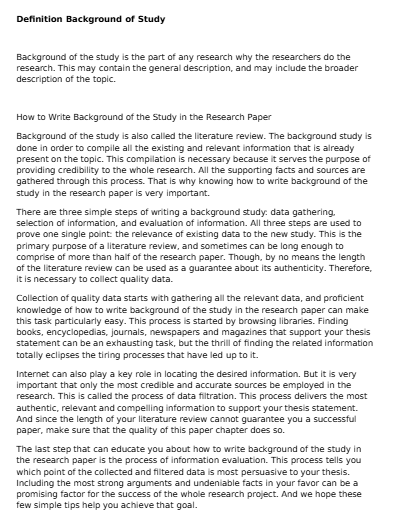 Definition Background of Study
Background of the study is the part of any research why the researchers do the
research. This may contain the general description, and may include the broader
description of the topic.
How to Write Background of the Study in the Research Paper
Background of the study is also called the literature review. The background study is
done in order to compile all the existing and relevant information that is already
present on the topic. This compilation is necessary because it serves the purpose of
providing credibility to the whole research. All the supporting facts and sources are
gathered through this process. That is why knowing how to write background of the
study in the research paper is very important.
There are three simple steps of writing a background study: data gathering,
selection of information, and evaluation of information. All three steps are used to
prove one single point: the relevance of existing data to the new study. This is the
primary purpose of a literature review, and sometimes can be long enough to
comprise of more than half of the research paper. Though, by no means the length
of the literature review can be used as a guarantee about its authenticity. Therefore,
it is necessary to collect quality data.
Collection of quality data starts with gathering all the relevant data, and proficient
knowledge of how to write background of the study in the research paper can make
this task particularly easy. This process is started by browsing libraries. Finding
books, encyclopedias, journals, newspapers and magazines that support your thesis
statement can be an exhausting task, but the thrill of finding the related information
totally eclipses the tiring processes that have led up to it.
Internet can also play a key role in locating the desired information. But it is very
important that only the most credible and accurate sources be employed in the
research. This is called the process of data filtration. This process delivers the most
authentic, relevant and compelling information to support your thesis statement.
And since the length of your literature review cannot guarantee you a successful
paper, make sure that the quality of this paper chapter does so.
The last step that can educate you about how to write background of the study in
the research paper is the process of information evaluation. This process tells you
which point of the collected and filtered data is most persuasive to your thesis.
Including the most strong arguments and undeniable facts in your favor can be a
promising factor for the success of the whole research project. And we hope these
few simple tips help you achieve that goal.